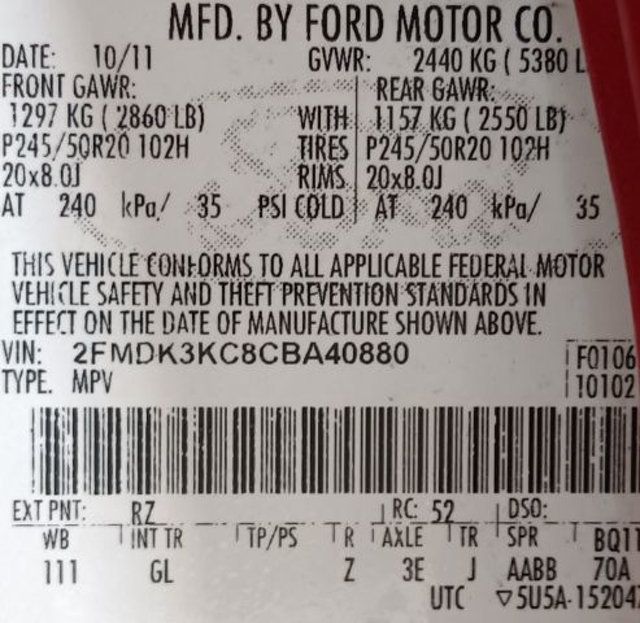 MFD. BY FORD MOTOR CO.
DATE: 10/11 GVWR: 2440 KG ( 5380 L
FRONT GAWR: REAR GAWR:
1297 KG ( 2860 LB) WITH 1157 KG ( 2550 LB)
P245/50R20 102H TIRES P245/50R20 102H
20x8.0J RIMS 20x8.0J
AT 240 kPa/ 35 PSI COLD AT 240 kPa/ 35
THIS VEHICLE CONFORMS TO ALL APPLICABLE FEDERAL MOTOR
VEHICLE SAFETY AND THEFT PREVENTION STANDARDS IN
EFFECT ON THE DATE OF MANUFACTURE SHOWN ABOVE.
VIN: 2FMDK3KC8CBA40880 F0106
TYPE. MPV 10102
EXT PNT: RZ RC: 52 DSO:
WB INT TR TP/PS R AXLE TR SPR BQ11
111 GL Z 3E J AABB 70A
UTC ▽5U5A-15204